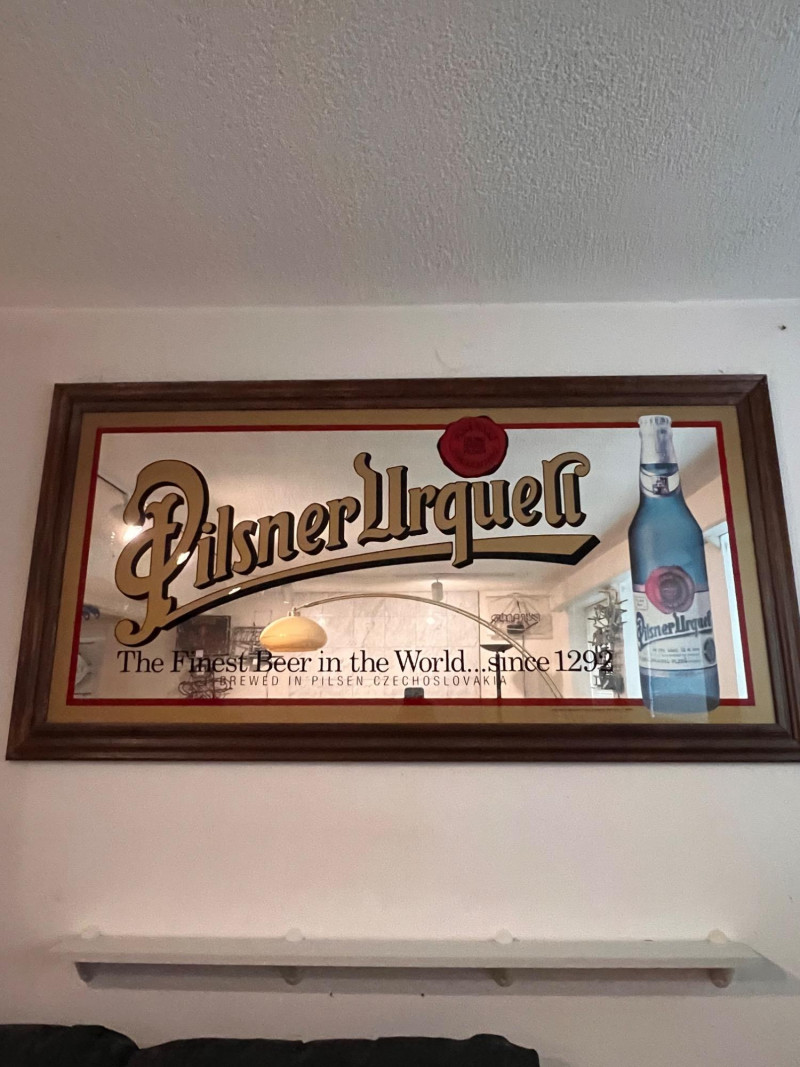 Pilsner Urquell
The Finest Beer in the World...since 1292
BREWED IN PILSEN CZECHOSLOVAKIA
Pilsner Urquell